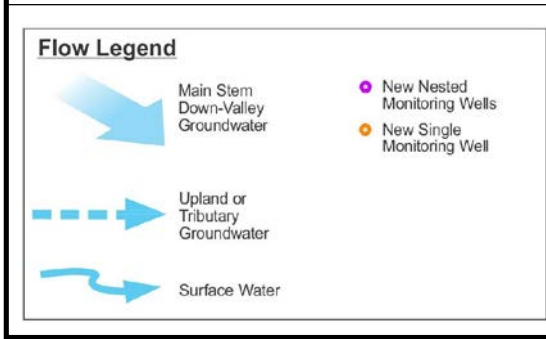 Flow Legend
Main Stem
Down-Valley
Groundwater
New Nested
Monitoring Wells
New Single
Monitoring Well
Upland or
Tributary
Groundwater
Surface Water